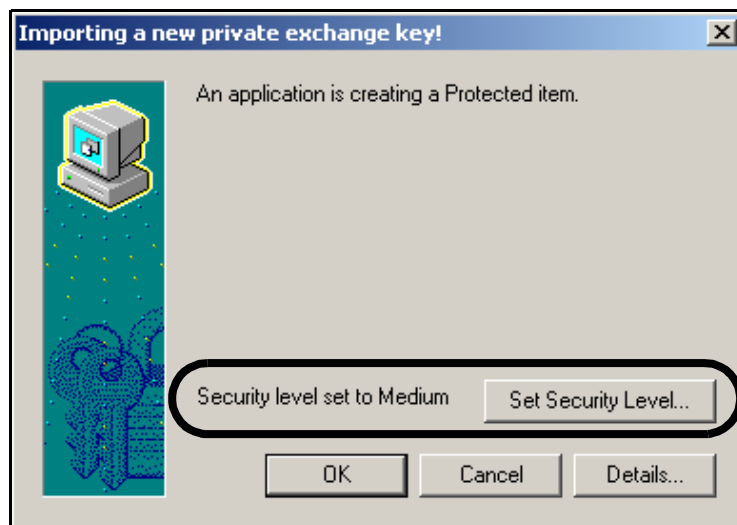 Importing a new private exchange key!
An application is creating a Protected item.
Security level set to Medium
Set Security Level...
OK
Cancel
Details...